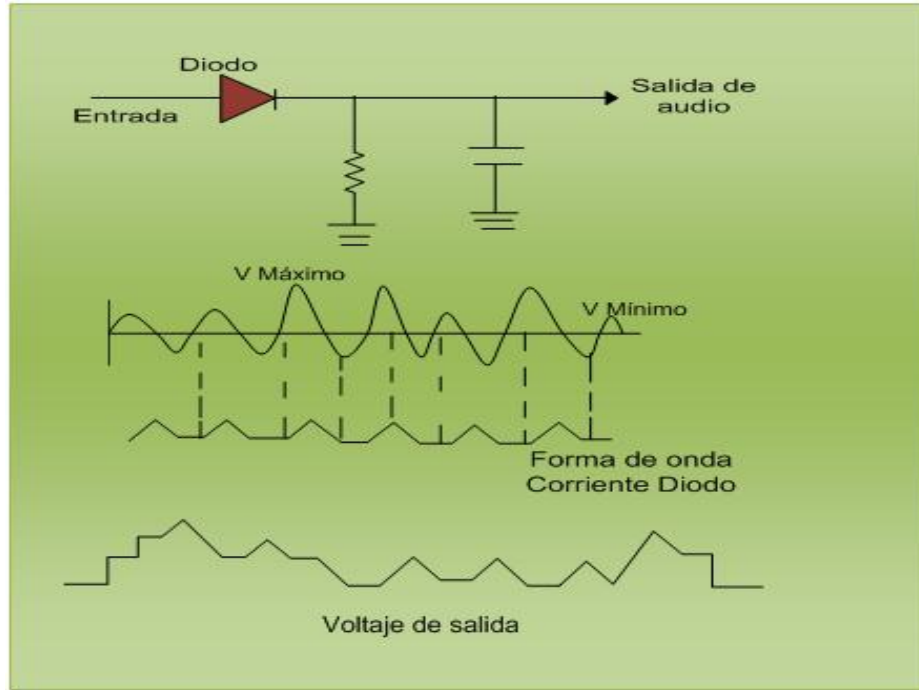 Diodo
Entrada
Salida de
audio
V Máximo
V Mínimo
Forma de onda
Corriente Diodo
Voltaje de salida